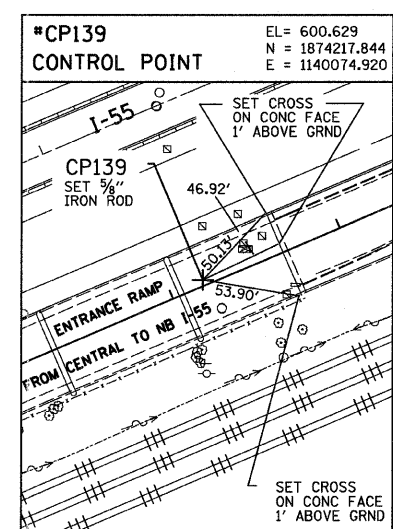 #CP139
CONTROL POINT
EL= 600.629
N = 1874217.844
E = 1140074.920
I-55
SET CROSS
ON CONC FACE
1' ABOVE GRND
CP139
SET 5/8"
IRON ROD
46.92'
50.13'
53.90'
ENTRANCE RAMP
FROM CENTRAL TO NB I-55
SET CROSS
ON CONC FACE
1' ABOVE GRND